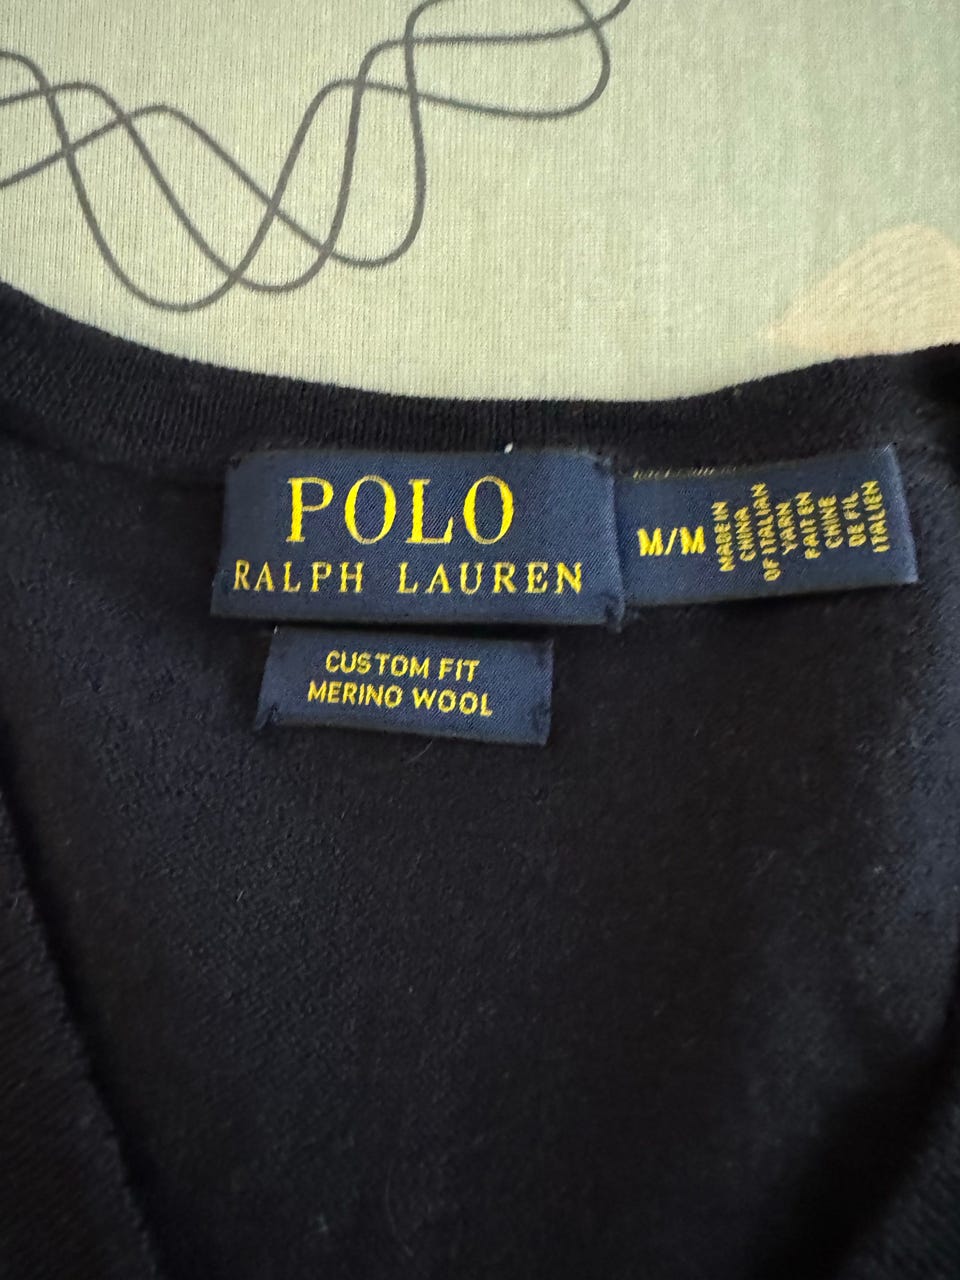 POLO
RALPH LAUREN
M/M
MADE IN
CHINA
OF ITALIAN
YARN
FAIT EN
CHINE
DE FIL
ITALIEN
CUSTOM FIT
MERINO WOOL